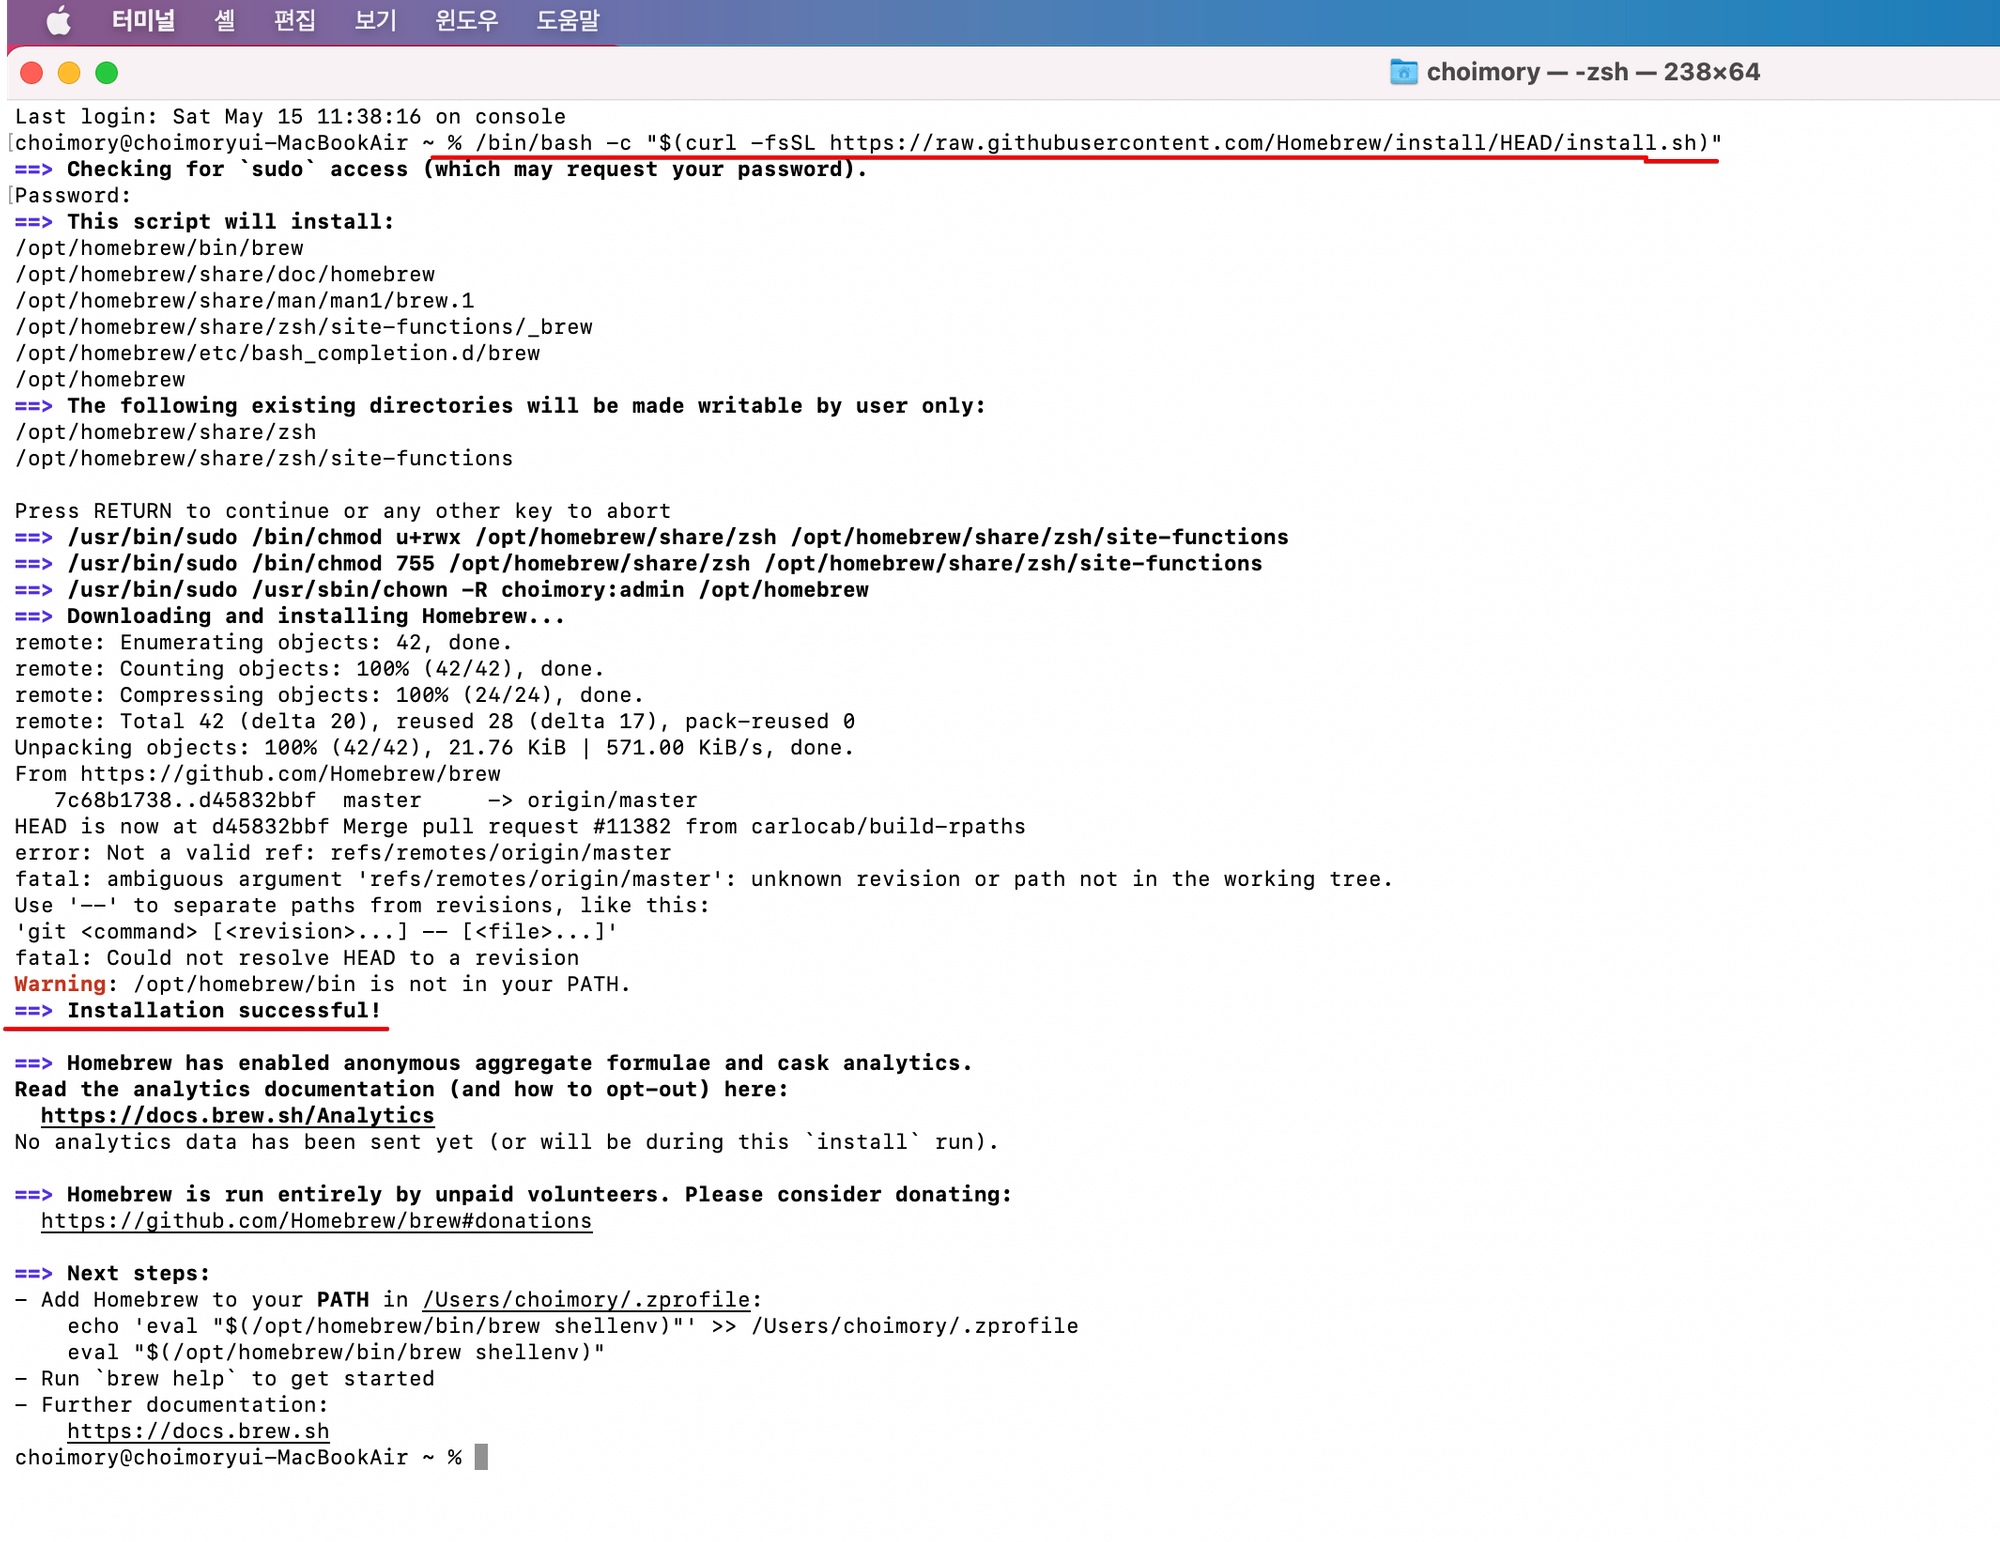 터미널 셸 편집 보기 윈도우 도움말
choimory — -zsh — 238×64
Last login: Sat May 15 11:38:16 on console
[choimory@choimoryui-MacBookAir ~ % /bin/bash -c "$(curl -fsSL https://raw.githubusercontent.com/Homebrew/install/HEAD/install.sh)"
==> Checking for `sudo` access (which may request your password).
[Password:
==> This script will install:
/opt/homebrew/bin/brew
/opt/homebrew/share/doc/homebrew
/opt/homebrew/share/man/man1/brew.1
/opt/homebrew/share/zsh/site-functions/_brew
/opt/homebrew/etc/bash_completion.d/brew
/opt/homebrew
==> The following existing directories will be made writable by user only:
/opt/homebrew/share/zsh
/opt/homebrew/share/zsh/site-functions
Press RETURN to continue or any other key to abort
==> /usr/bin/sudo /bin/chmod u+rwx /opt/homebrew/share/zsh /opt/homebrew/share/zsh/site-functions
==> /usr/bin/sudo /bin/chmod 755 /opt/homebrew/share/zsh /opt/homebrew/share/zsh/site-functions
==> /usr/bin/sudo /usr/sbin/chown -R choimory:admin /opt/homebrew
==> Downloading and installing Homebrew...
remote: Enumerating objects: 42, done.
remote: Counting objects: 100% (42/42), done.
remote: Compressing objects: 100% (24/24), done.
remote: Total 42 (delta 20), reused 28 (delta 17), pack-reused 0
Unpacking objects: 100% (42/42), 21.76 KiB | 571.00 KiB/s, done.
From https://github.com/Homebrew/brew
   7c68b1738..d45832bbf  master     -> origin/master
HEAD is now at d45832bbf Merge pull request #11382 from carlocab/build-rpaths
error: Not a valid ref: refs/remotes/origin/master
fatal: ambiguous argument 'refs/remotes/origin/master': unknown revision or path not in the working tree.
Use '--' to separate paths from revisions, like this:
'git <command> [<revision>...] -- [<file>...]'
fatal: Could not resolve HEAD to a revision
Warning: /opt/homebrew/bin is not in your PATH.
==> Installation successful!
==> Homebrew has enabled anonymous aggregate formulae and cask analytics.
Read the analytics documentation (and how to opt-out) here:
  https://docs.brew.sh/Analytics
No analytics data has been sent yet (or will be during this `install` run).
==> Homebrew is run entirely by unpaid volunteers. Please consider donating:
  https://github.com/Homebrew/brew#donations
==> Next steps:
- Add Homebrew to your PATH in /Users/choimory/.zprofile:
    echo 'eval "$(/opt/homebrew/bin/brew shellenv)"' >> /Users/choimory/.zprofile
    eval "$(/opt/homebrew/bin/brew shellenv)"
- Run `brew help` to get started
- Further documentation:
    https://docs.brew.sh
choimory@choimoryui-MacBookAir ~ %